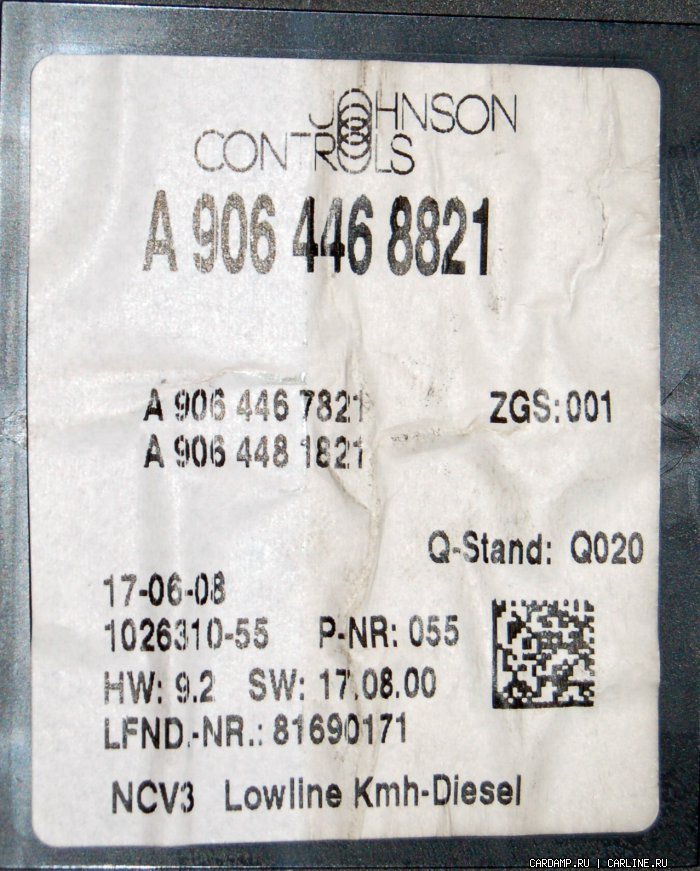 JOHNSON
CONTROLS
A 906 446 8821
A 906 446 7821 ZGS:001
A 906 448 1821
Q-Stand: Q020
17-06-08
1026310-55 P-NR: 055
HW: 9.2 SW: 17.08.00
LFND.-NR.: 81690171
NCV3 Lowline Kmh-Diesel
CARDAMP.RU | CARLINE.RU